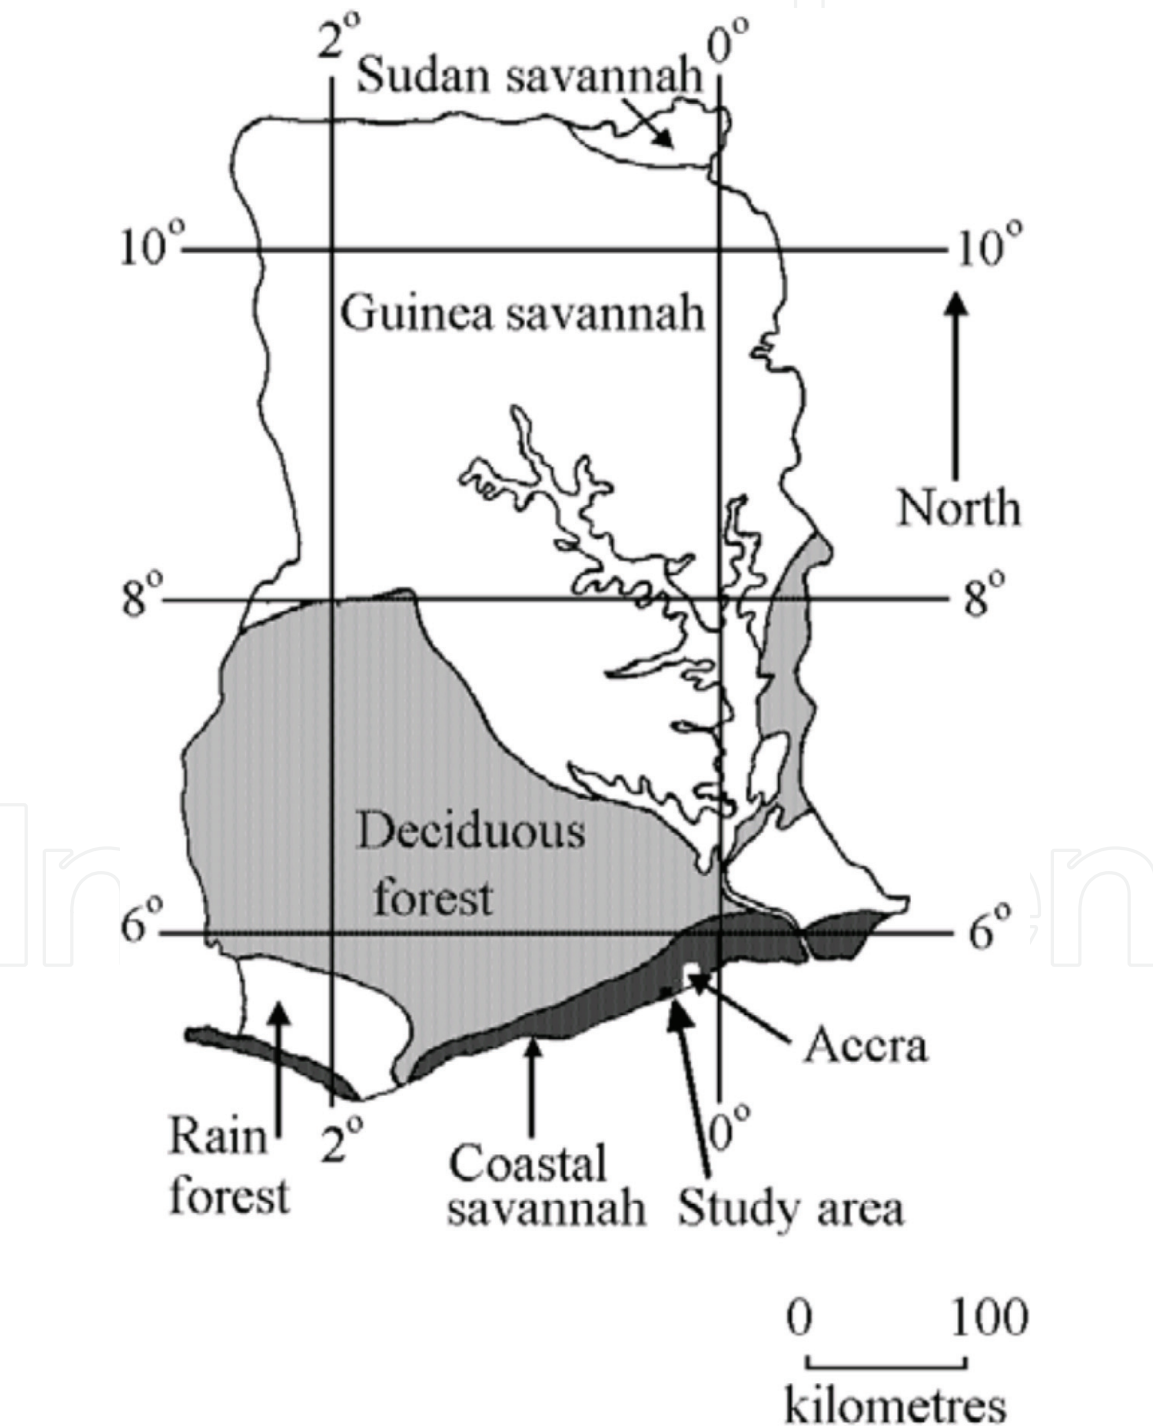 2° 0°
Sudan savannah
10° 10°
Guinea savannah
North
8° 8°
Deciduous
forest
6° 6°
Accra
Rain
forest
2° 0°
Coastal
savannah
Study area
0 100
kilometres